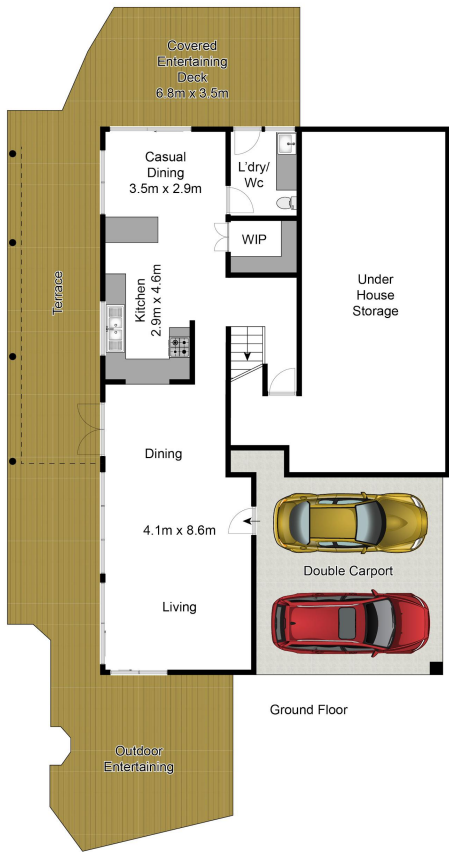 Covered
Entertaining
Deck
6.8m x 3.5m
Casual
Dining
3.5m x 2.9m
L'dry/
Wc
WIP
Terrace
Kitchen
2.9m x 4.6m
Under
House
Storage
Dining
4.1m x 8.6m
Double Carport
Living
Ground Floor
Outdoor
Entertaining